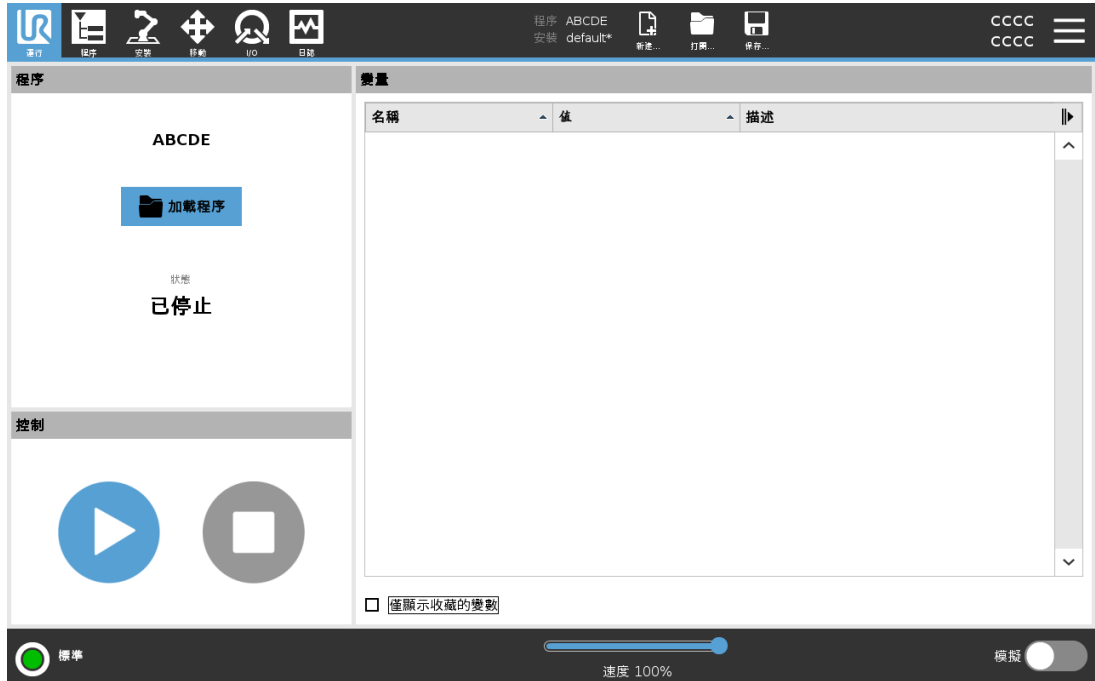 UR
運行
程序
安裝
移動
I/O
日誌
程序 ABCDE
安裝 default*
新建...
打開...
保存...
CCCC
CCCC
程序
ABCDE
加載程序
狀態
已停止
控制
變量
名稱
值
描述
僅顯示收藏的變數
標準
速度 100%
模擬